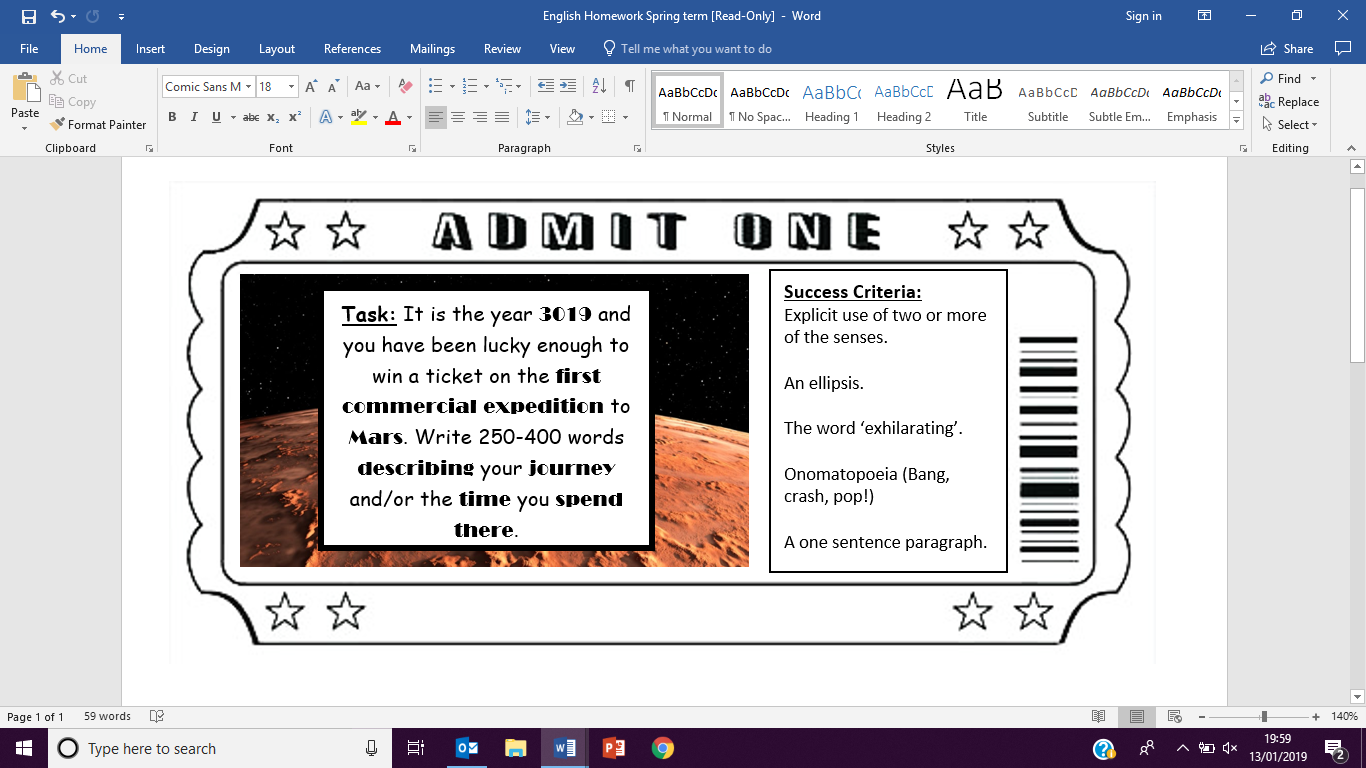 English Homework Spring term [Read-Only] - Word
Sign in
File Home Insert Design Layout References Mailings Review View Tell me what you want to do Share
Paste
Cut
Copy
Format Painter
Clipboard
Comic Sans M 18
B I U abc x₂ x²
Font
Paragraph
AaBbCcDc AaBbCcDc AaBbCc AaBbCcD AaB AaBbCcD AaBbCcDc AaBbCcDc
¶ Normal ¶ No Spac... Heading 1 Heading 2 Title Subtitle Subtle Em... Emphasis
Styles
Find
Replace
Select
Editing
ADMIT ONE
Task: It is the year 3019 and
you have been lucky enough to
win a ticket on the first
commercial expedition to
Mars. Write 250-400 words
describing your journey
and/or the time you spend
there.
Success Criteria:
Explicit use of two or more
of the senses.
An ellipsis.
The word ‘exhilarating’.
Onomatopoeia (Bang,
crash, pop!)
A one sentence paragraph.
Page 1 of 1 59 words 140%
Type here to search
19:59
13/01/2019
2